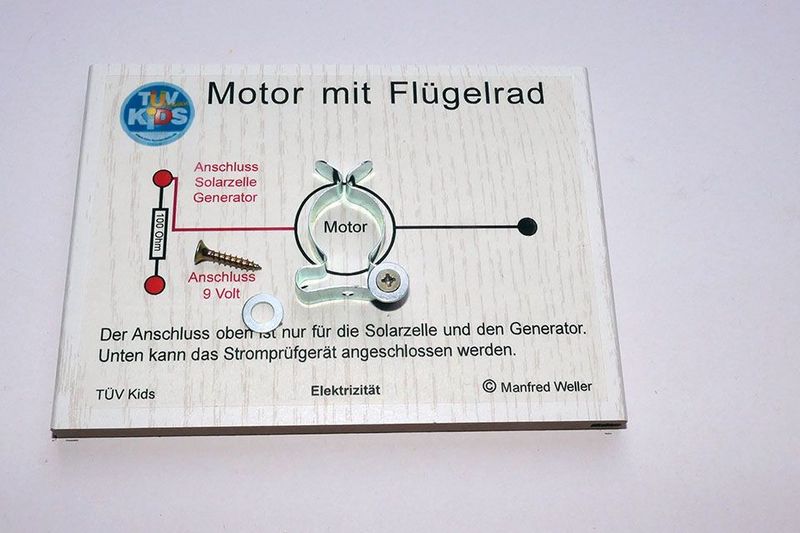 TÜV
KiDS
Motor mit Flügelrad
Anschluss
Solarzelle
Generator
100 Ohm
Motor
Anschluss
9 Volt
Der Anschluss oben ist nur für die Solarzelle und den Generator.
Unten kann das Stromprüfgerät angeschlossen werden.
TÜV Kids
Elektrizität
© Manfred Weller